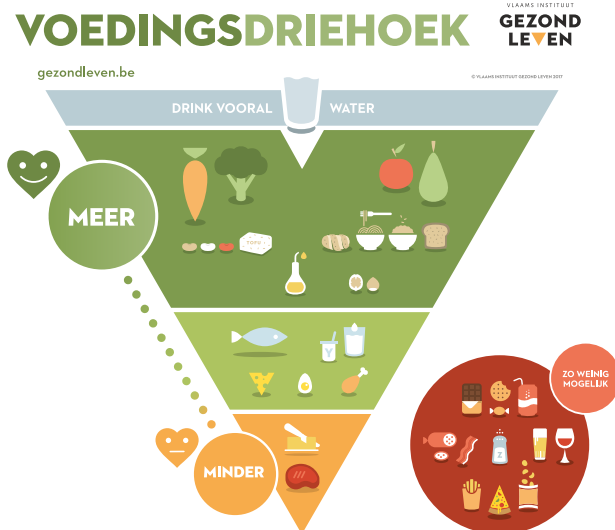 VLAAMS INSTITUUT
VOEDINGSDRIEHOEK
GEZOND
LEVEN
gezondleven.be
© VLAAMS INSTITUUT GEZOND LEVEN 2017
DRINK VOORAL WATER
MEER
TOFU
Y
ZO WEINIG
MOGELIJK
Z
MINDER